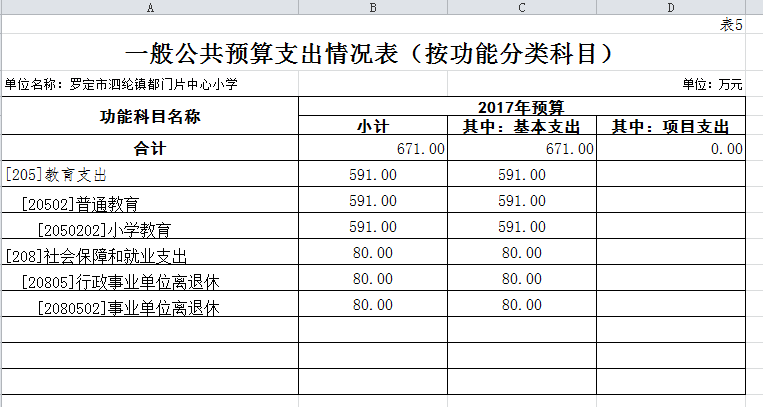 A B C D
表5
一般公共预算支出情况表（按功能分类科目）
单位名称：罗定市泗纶镇都门片中心小学 单位：万元
功能科目名称 2017年预算
小计 其中：基本支出 其中：项目支出
合计 671.00 671.00 0.00
[205]教育支出 591.00 591.00
[20502]普通教育 591.00 591.00
[2050202]小学教育 591.00 591.00
[208]社会保障和就业支出 80.00 80.00
[20805]行政事业单位离退休 80.00 80.00
[2080502]事业单位离退休 80.00 80.00